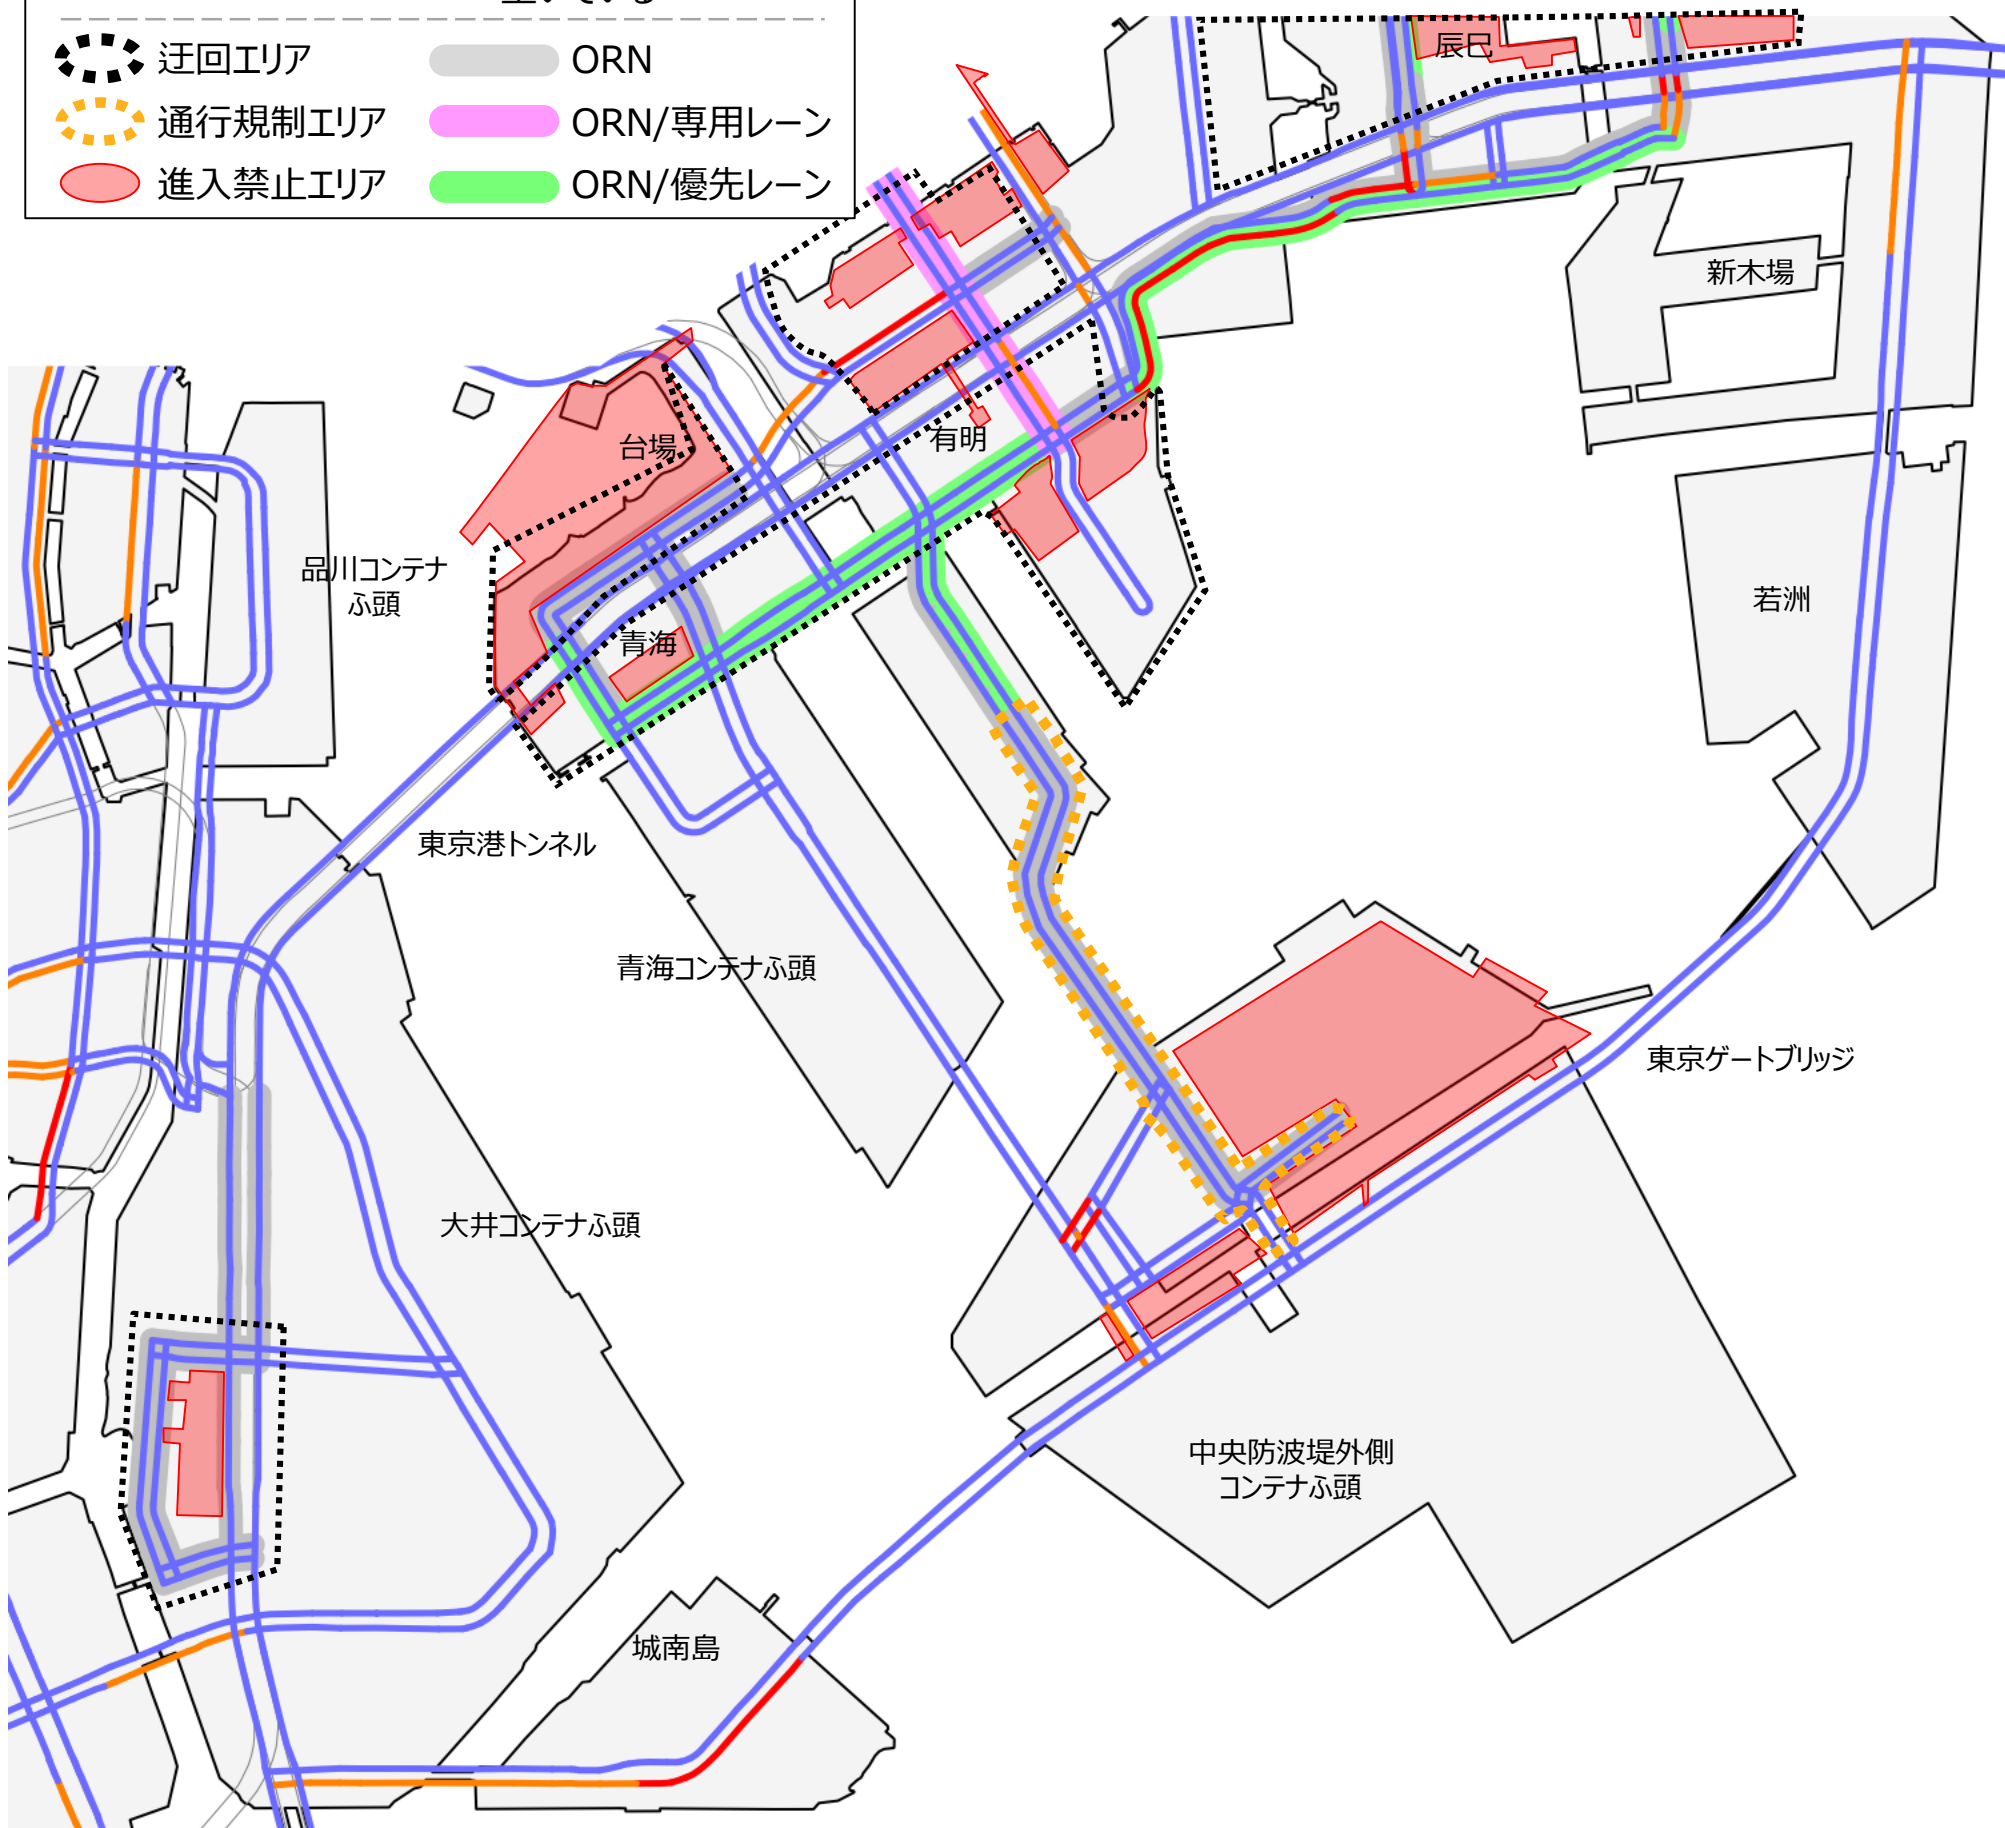 空いている
迂回エリア
ORN
通行規制エリア
ORN/専用レーン
進入禁止エリア
ORN/優先レーン
辰巳
新木場
有明
台場
品川コンテナ
ふ頭
青海
若洲
東京港トンネル
青海コンテナふ頭
東京ゲートブリッジ
大井コンテナふ頭
中央防波堤外側
コンテナふ頭
城南島